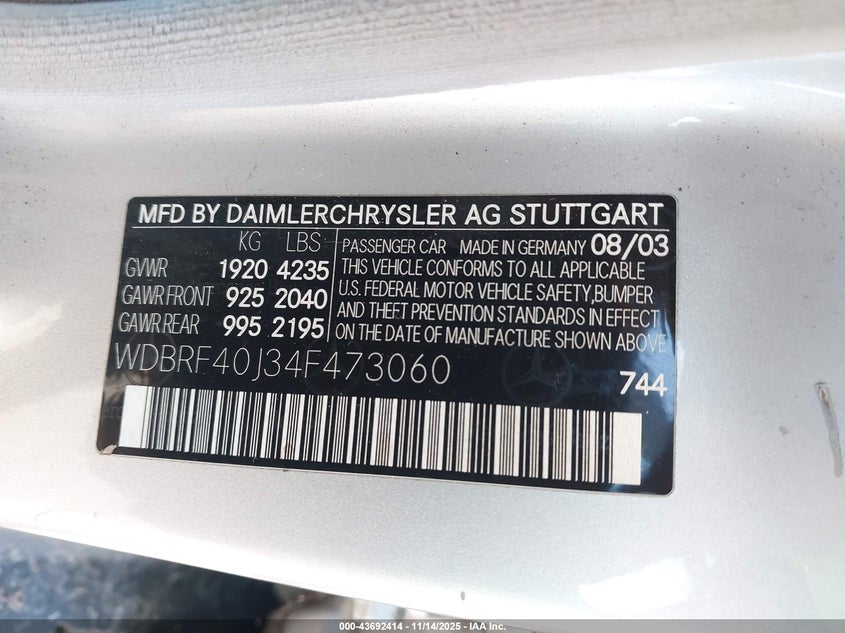 MFD BY DAIMLERCHRYSLER AG STUTTGART
KG LBS
GVWR 1920 4235
GAWR FRONT 925 2040
GAWR REAR 995 2195
PASSENGER CAR MADE IN GERMANY 08/03
THIS VEHICLE CONFORMS TO ALL APPLICABLE
U.S. FEDERAL MOTOR VEHICLE SAFETY,BUMPER
AND THEFT PREVENTION STANDARDS IN EFFECT
ON THE DATE OF MANUFACTURE SHOWN ABOVE
WDBRF40J34F473060
744
000-43692414 - 11/14/2025 - IAA Inc.